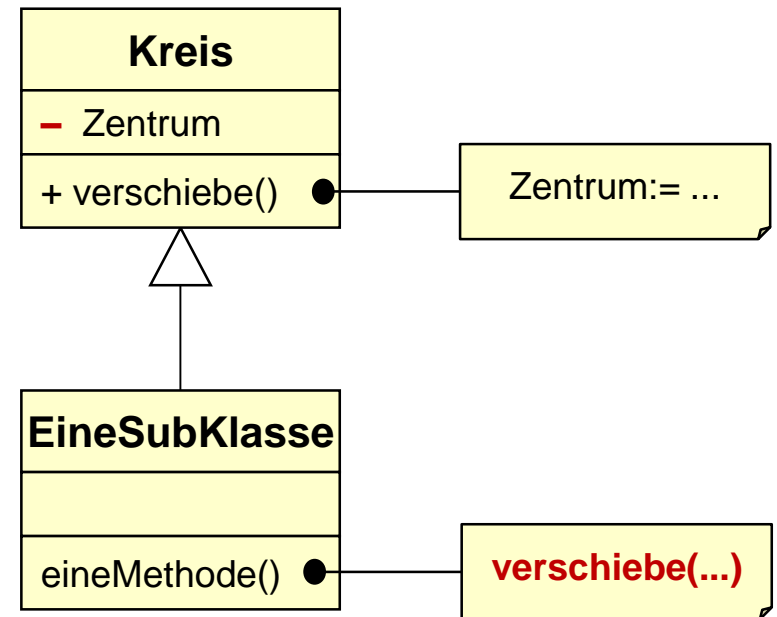 Kreis
– Zentrum
+ verschiebe()
Zentrum:= ...
EineSubKlasse
eineMethode()
verschiebe(...)